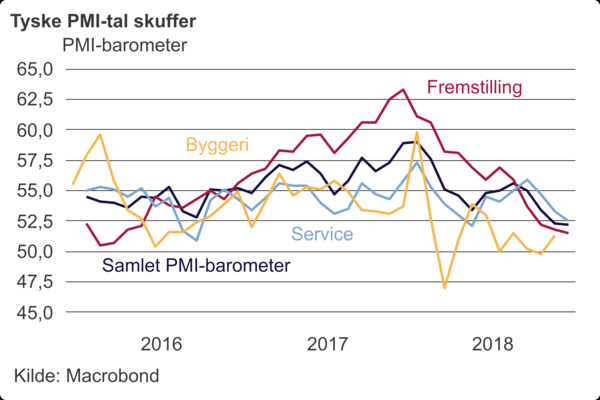 Tyske PMI-tal skuffer
PMI-barometer
65,0
62,5
60,0
57,5
55,0
52,5
50,0
47,5
45,0
Fremstilling
Byggeri
Service
Samlet PMI-barometer
2016
2017
2018
Kilde: Macrobond